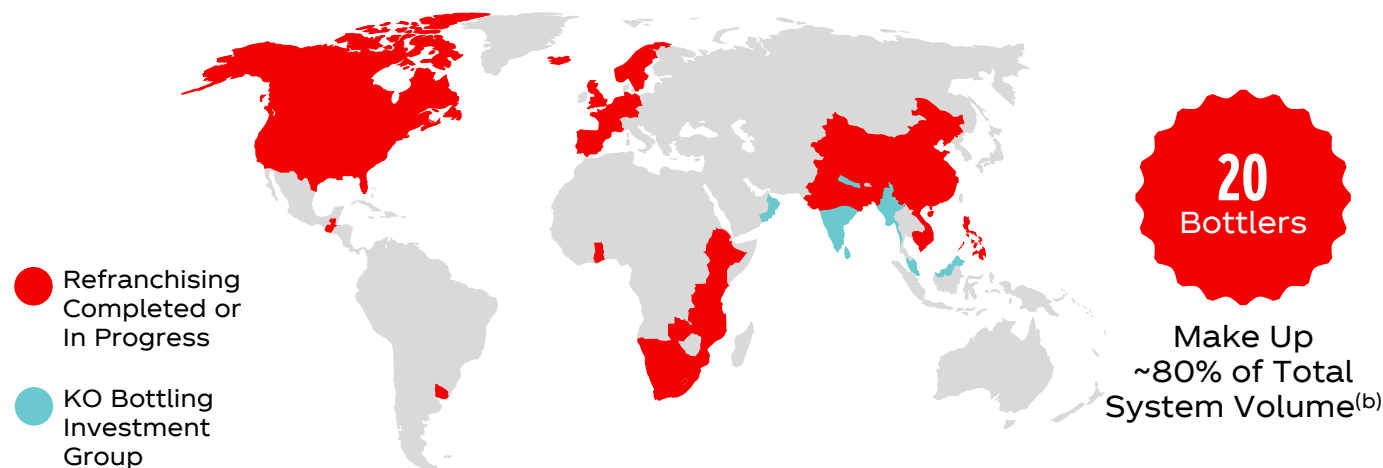 20
Bottlers
Make Up
~80% of Total
System Volume(b)
Refranchising
Completed or
In Progress
KO Bottling
Investment
Group